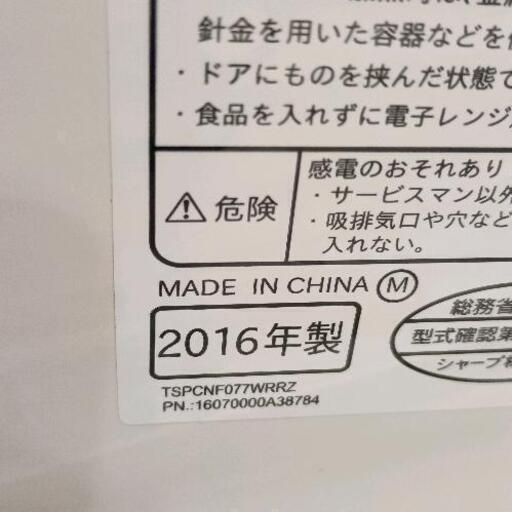 針金を用いた容器などを
・ドアにものを挟んだ状態で
・食品を入れずに電子レンジ
危険
感電のおそれあり
・サービスマン以外
・吸排気口や穴など
入れない。
MADE IN CHINA M
2016年製
総務省
型式確認第
シャープ
TSPCNF077WRRZ
PN.:16070000A38784